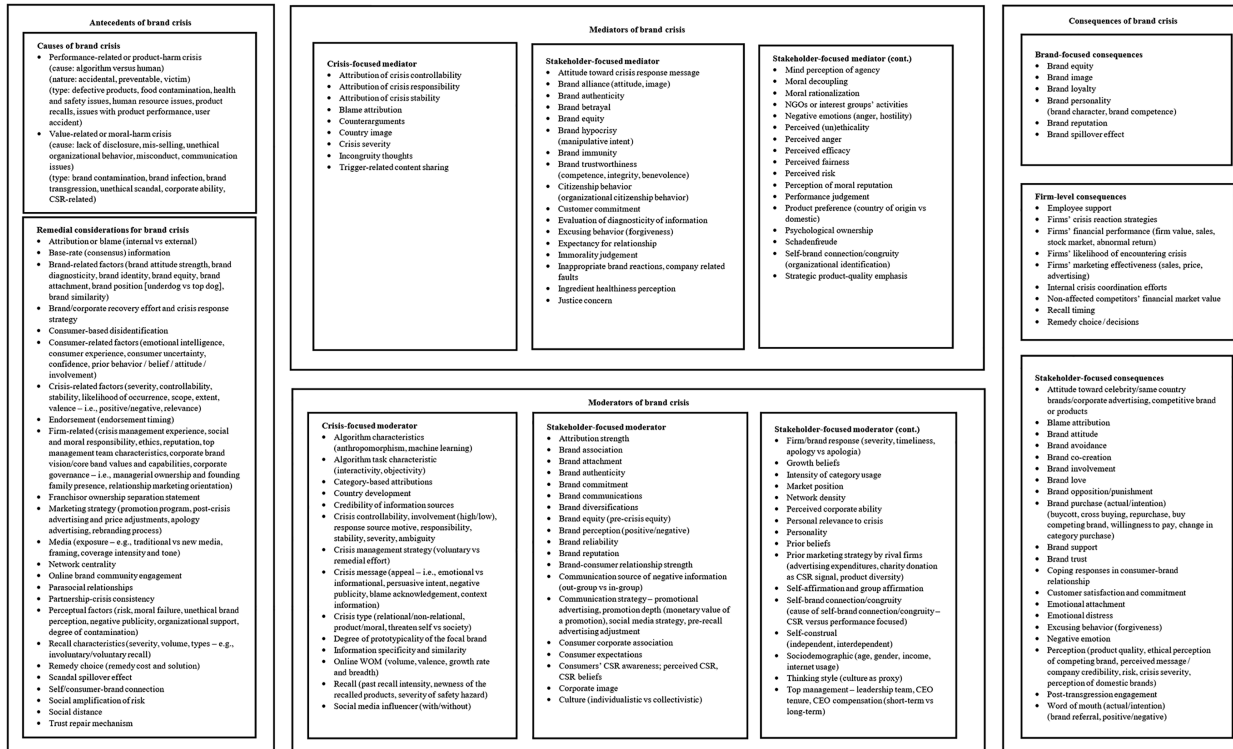 Antecedents of brand crisis
Causes of brand crisis
• Performance-related or product-harm crisis
(cause: algorithm versus human)
(nature: accidental, preventable, victim)
(type: defective products, food contamination, health
and safety issues, human resource issues, product
recalls, issues with product performance, user
accident)
• Value-related or moral-harm crisis
(cause: lack of disclosure, mis-selling, unethical
organizational behavior, misconduct, communication
issues)
(type: brand contamination, brand infection, brand
transgression, unethical scandal, corporate ability,
CSR-related)
Remedial considerations for brand crisis
• Attribution or blame (internal vs external)
• Base-rate (consensus) information
• Brand-related factors (brand attitude strength, brand
diagnosticity, brand identity, brand equity, brand
attachment, brand position [underdog vs top dog],
brand similarity)
• Brand/corporate recovery effort and crisis response
strategy
• Consumer-based disidentification
• Consumer-related factors (emotional intelligence,
consumer experience, consumer uncertainty,
confidence, prior behavior / belief / attitude /
involvement)
• Crisis-related factors (severity, controllability,
stability, likelihood of occurrence, scope, extent,
valence – i.e., positive/negative, relevance)
• Endorsement (endorsement timing)
• Firm-related (crisis management experience, social
and moral responsibility, ethics, reputation, top
management team characteristics, corporate brand
vision/core band values and capabilities, corporate
governance – i.e., managerial ownership and founding
family presence, relationship marketing orientation)
• Franchisor ownership separation statement
• Marketing strategy (promotion program, post-crisis
advertising and price adjustments, apology
advertising, rebranding process)
• Media (exposure – e.g., traditional vs new media,
framing, coverage intensity and tone)
• Network centrality
• Online brand community engagement
• Parasocial relationships
• Partnership-crisis consistency
• Perceptual factors (risk, moral failure, unethical brand
perception, negative publicity, organizational support,
degree of contamination)
• Recall characteristics (severity, volume, types – e.g.,
involuntary/voluntary recall)
• Remedy choice (remedy cost and solution)
• Scandal spillover effect
• Self/consumer-brand connection
• Social amplification of risk
• Social distance
• Trust repair mechanism
Mediators of brand crisis
Crisis-focused mediator
• Attribution of crisis controllability
• Attribution of crisis responsibility
• Attribution of crisis stability
• Blame attribution
• Counterarguments
• Country image
• Crisis severity
• Incongruity thoughts
• Trigger-related content sharing
Stakeholder-focused mediator
• Attitude toward crisis response message
• Brand alliance (attitude, image)
• Brand authenticity
• Brand betrayal
• Brand equity
• Brand hypocrisy
(manipulative intent)
• Brand immunity
• Brand trustworthiness
(competence, integrity, benevolence)
• Citizenship behavior
(organizational citizenship behavior)
• Customer commitment
• Evaluation of diagnosticity of information
• Excusing behavior (forgiveness)
• Expectancy for relationship
• Immorality judgement
• Inappropriate brand reactions, company related
faults
• Ingredient healthiness perception
• Justice concern
Stakeholder-focused mediator (cont.)
• Mind perception of agency
• Moral decoupling
• Moral rationalization
• NGOs or interest groups' activities
• Negative emotions (anger, hostility)
• Perceived (un)ethicality
• Perceived anger
• Perceived efficacy
• Perceived fairness
• Perceived risk
• Perception of moral reputation
• Performance judgement
• Product preference (country of origin vs
domestic)
• Psychological ownership
• Schadenfreude
• Self-brand connection/congruity
(organizational identification)
• Strategic product-quality emphasis
Moderators of brand crisis
Crisis-focused moderator
• Algorithm characteristics
(anthropomorphism, machine learning)
• Algorithm task characteristic
(interactivity, objectivity)
• Category-based attributions
• Country development
• Credibility of information sources
• Crisis controllability, involvement (high/low),
response source motive, responsibility,
stability, severity, ambiguity
• Crisis management strategy (voluntary vs
remedial effort)
• Crisis message (appeal – i.e., emotional vs
informational, persuasive intent, negative
publicity, blame acknowledgement, context
information)
• Crisis type (relational/non-relational,
product/moral, threaten self vs society)
• Degree of prototypicality of the focal brand
• Information specificity and similarity
• Online WOM (volume, valence, growth rate
and breadth)
• Recall (past recall intensity, newness of the
recalled products, severity of safety hazard)
• Social media influencer (with/without)
Stakeholder-focused moderator
• Attribution strength
• Brand association
• Brand attachment
• Brand authenticity
• Brand commitment
• Brand communications
• Brand diversifications
• Brand equity (pre-crisis equity)
• Brand perception (positive/negative)
• Brand reliability
• Brand reputation
• Brand-consumer relationship strength
• Communication source of negative information
(out-group vs in-group)
• Communication strategy – promotional
advertising, promotion depth (monetary value of
a promotion), social media strategy, pre-recall
advertising adjustment
• Consumer corporate association
• Consumer expectations
• Consumers' CSR awareness; perceived CSR,
CSR beliefs
• Corporate image
• Culture (individualistic vs collectivistic)
Stakeholder-focused moderator (cont.)
• Firm/brand response (severity, timeliness,
apology vs apologia)
• Growth beliefs
• Intensity of category usage
• Market position
• Network density
• Perceived corporate ability
• Personal relevance to crisis
• Personality
• Prior beliefs
• Prior marketing strategy by rival firms
(advertising expenditures, charity donation
as CSR signal, product diversity)
• Self-affirmation and group affirmation
• Self-brand connection/congruity
(cause of self-brand connection/congruity –
CSR versus performance focused)
• Self-construal
(independent, interdependent)
• Sociodemographic (age, gender, income,
internet usage)
• Thinking style (culture as proxy)
• Top management – leadership team, CEO
tenure, CEO compensation (short-term vs
long-term)
Consequences of brand crisis
Brand-focused consequences
• Brand equity
• Brand image
• Brand loyalty
• Brand personality
(brand character, brand competence)
• Brand reputation
• Brand spillover effect
Firm-level consequences
• Employee support
• Firms' crisis reaction strategies
• Firms' financial performance (firm value, sales,
stock market, abnormal return)
• Firms' likelihood of encountering crisis
• Firms' marketing effectiveness (sales, price,
advertising)
• Internal crisis coordination efforts
• Non-affected competitors' financial market value
• Recall timing
• Remedy choice/ decisions
Stakeholder-focused consequences
• Attitude toward celebrity/same country
brands/corporate advertising, competitive brand
or products
• Blame attribution
• Brand attitude
• Brand avoidance
• Brand co-creation
• Brand involvement
• Brand love
• Brand opposition/punishment
• Brand purchase (actual/intention)
(buycott, cross buying, repurchase, buy
competing brand, willingness to pay, change in
category purchase)
• Brand support
• Brand trust
• Coping responses in consumer-brand
relationship
• Customer satisfaction and commitment
• Emotional attachment
• Emotional distress
• Excusing behavior (forgiveness)
• Negative emotion
• Perception (product quality, ethical perception
of competing brand, perceived message /
company credibility, risk, crisis severity,
perception of domestic brands)
• Post-transgression engagement
• Word of mouth (actual/intention)
(brand referral, positive/negative)